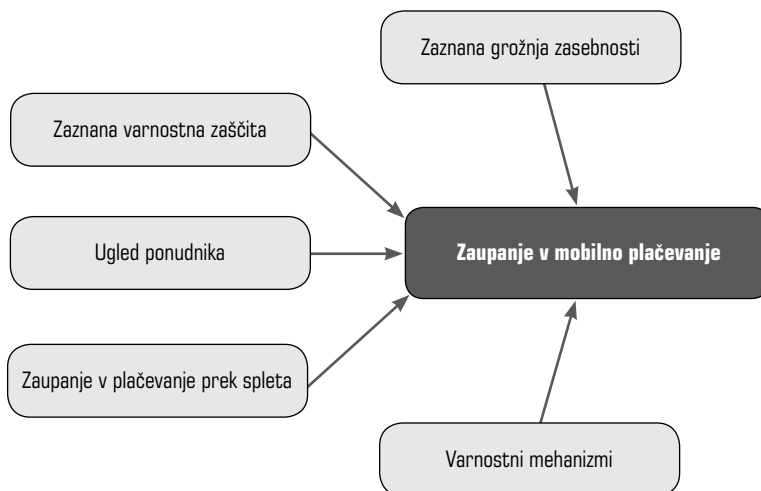 Zaznana grožnja zasebnosti
Zaznana varnostna zaščita
Ugled ponudnika
Zaupanje v mobilno plačevanje
Zaupanje v plačevanje prek spleta
Varnostni mehanizmi